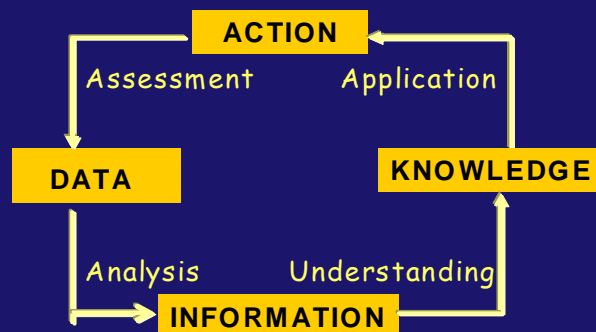 ACTION
Assessment
Application
DATA
KNOWLEDGE
Analysis
Understanding
INFORMATION